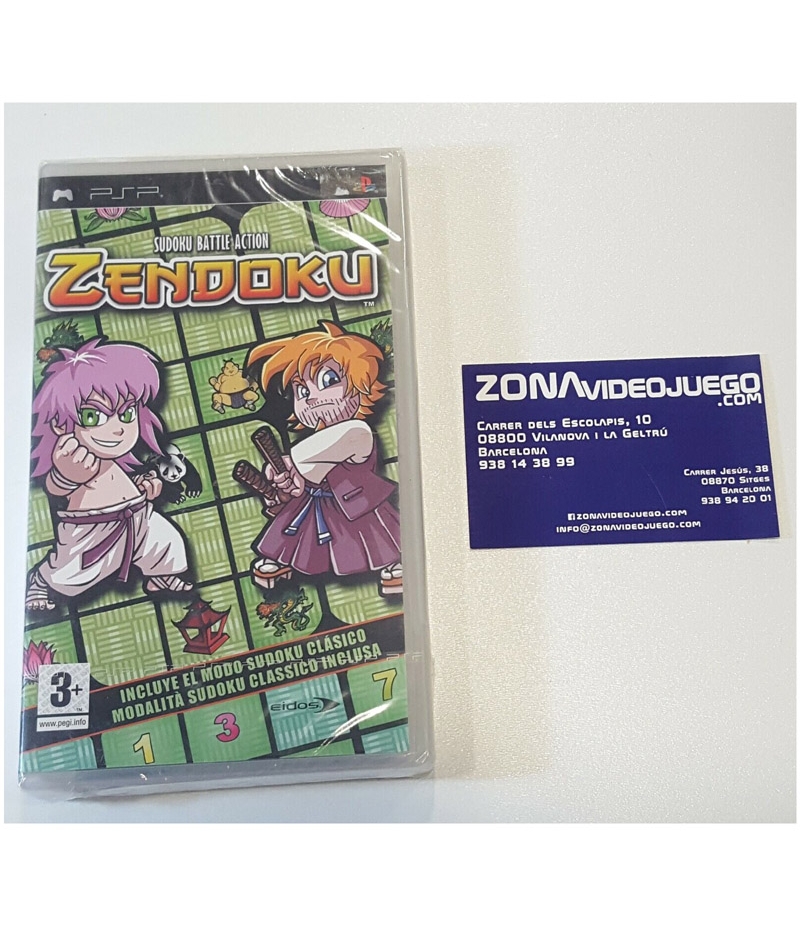 PSP
SUDOKU BATTLE ACTION
ZENDOKU™
INCLUYE EL MODO SUDOKU CLÁSICO
MODALITÀ SUDOKU CLASSICO INCLUSA
3+™
www.pegi.info
eidos
1
3
7
ZONAVIDEOJUEGO
.COM
CARRER DELS ESCOLAPIS, 10
08800 VILANOVA I LA GELTRÚ
BARCELONA
938 14 38 99
CARRER JESÚS, 38
08870 SITGES
BARCELONA
938 94 20 01
ZONAVIDEOJUEGO.COM
INFO@ZONAVIDEOJUEGO.COM